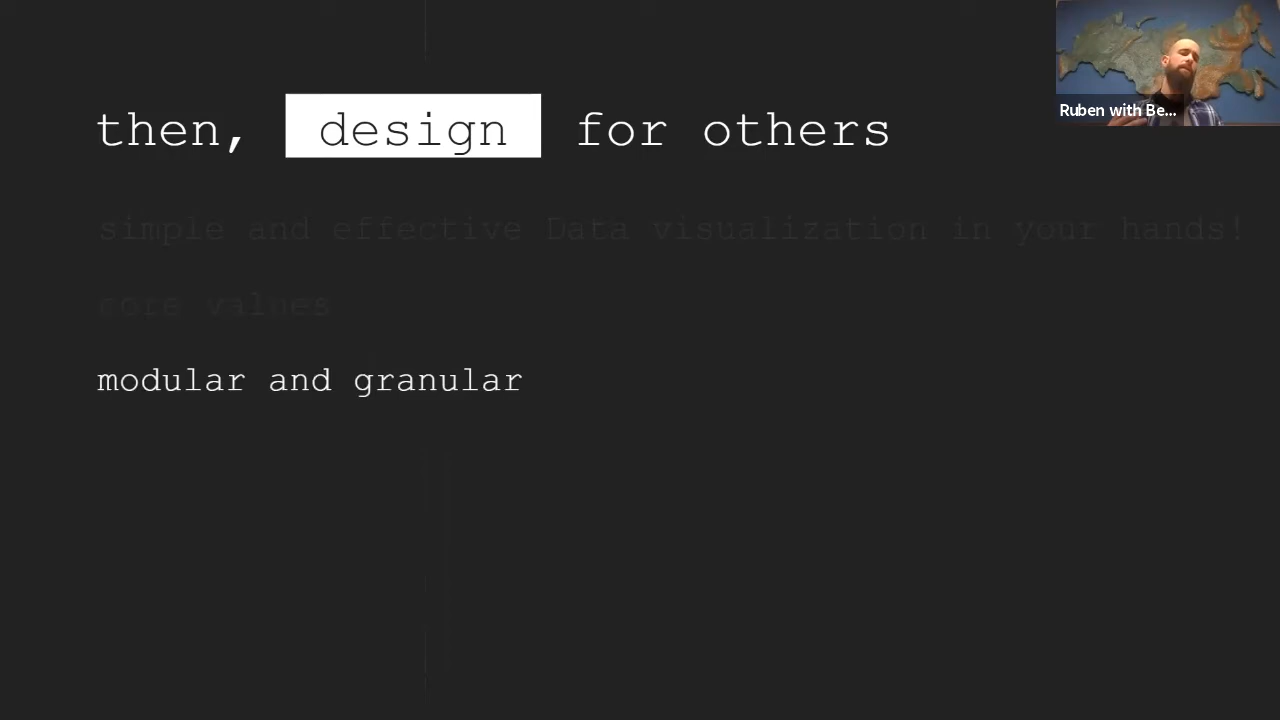 then, design for others
Ruben with Be...
simple and effective Data visualization in your hands!
core values
modular and granular